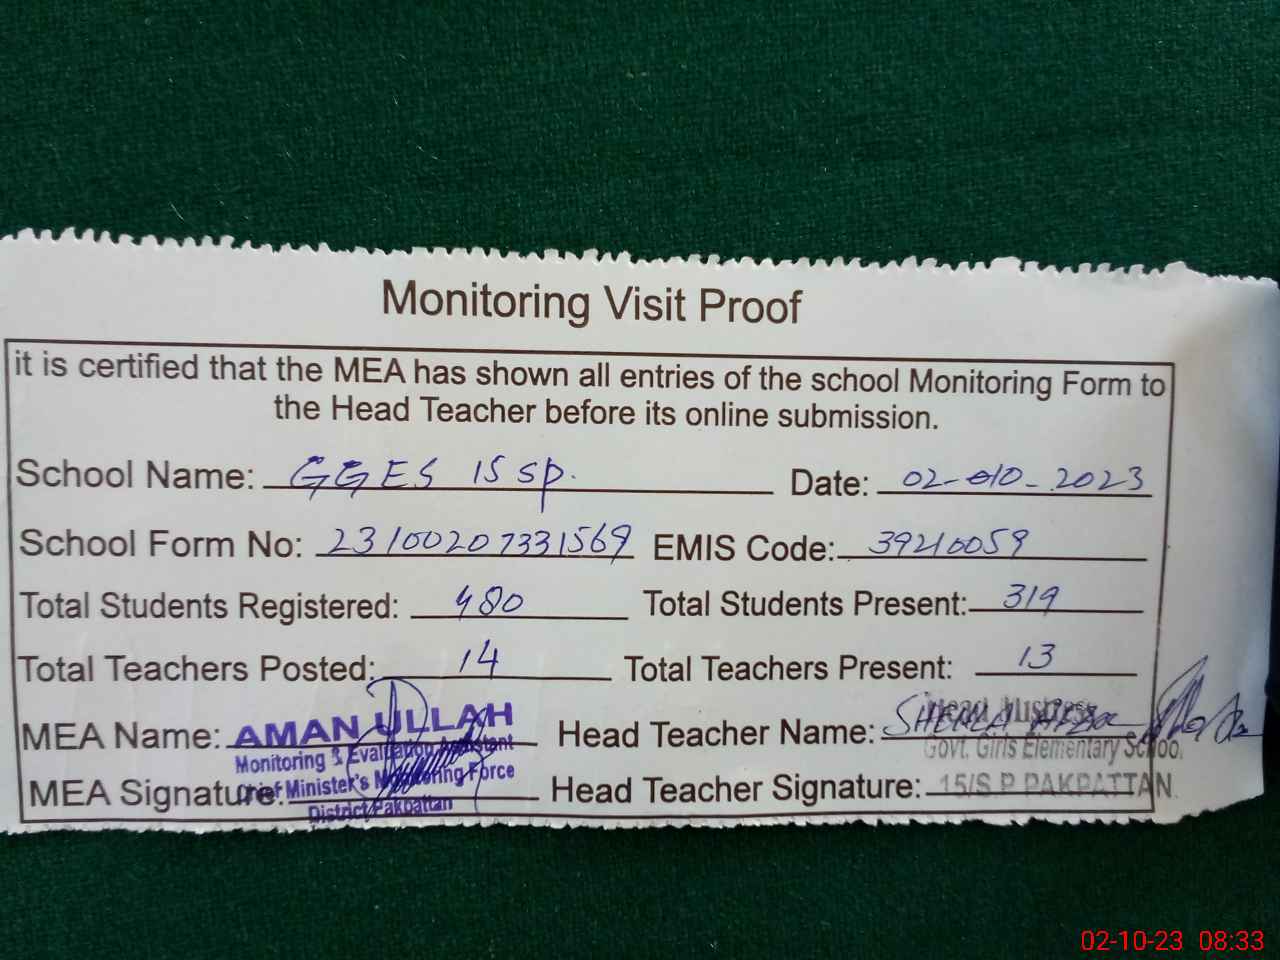 Monitoring Visit Proof
it is certified that the MEA has shown all entries of the school Monitoring Form to
the Head Teacher before its online submission.
School Name: GGES 15 SP. Date: 02-010-2023
School Form No: 23100207331569 EMIS Code: 39210059
Total Students Registered: 480 Total Students Present: 319
Total Teachers Posted: 14 Total Teachers Present: 13
MEA Name: AMAN ULLAH Head Teacher Name: Head Mistress
Monitoring & Evaluation Assistant Govt. Girls Elementary School
MEA Signature: Chief Minister's Monitoring Force Head Teacher Signature: 15/S.P PAKPATTAN.
District Pakpattan
02-10-23 08:33